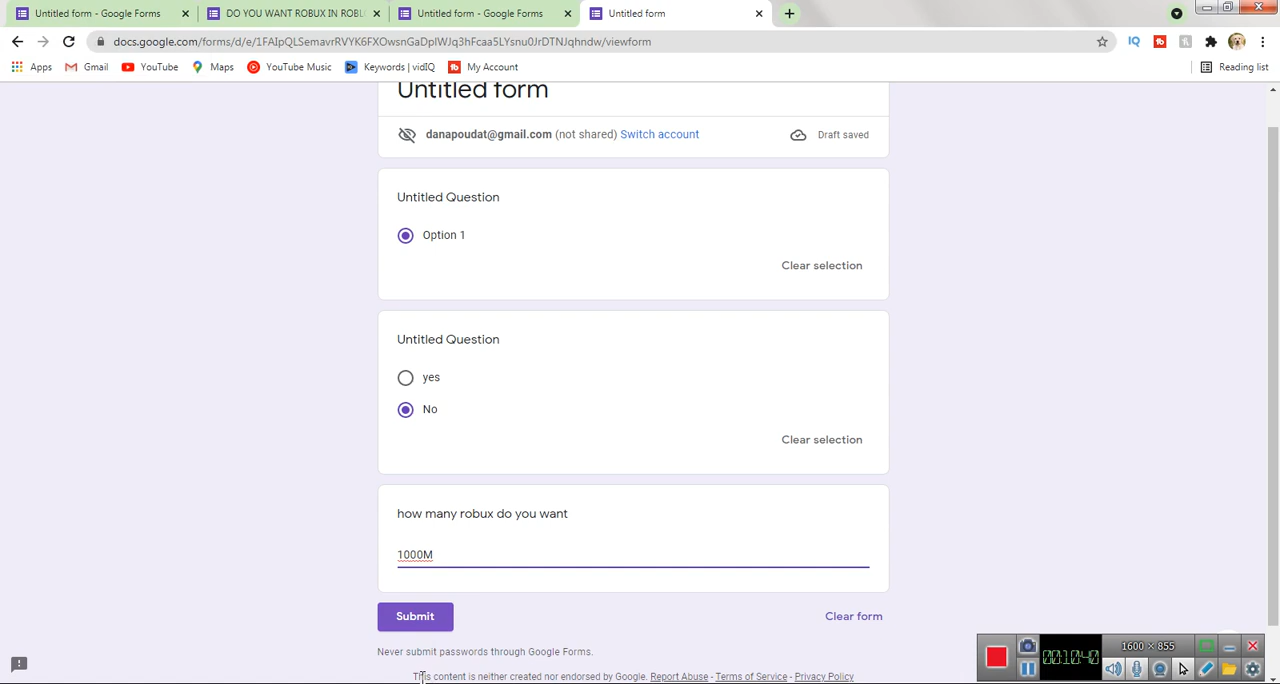 Untitled form - Google Forms
DO YOU WANT ROBUX IN ROBL
Untitled form - Google Forms
Untitled form
docs.google.com/forms/d/e/1FAIpQLSemavrRVYK6FXOwsnGaDplWJq3hFcaa5LYsnu0JrDTNJqhndw/viewform
Apps Gmail YouTube Maps YouTube Music Keywords | vidIQ My Account Reading list
Untitled form
danapoudat@gmail.com (not shared) Switch account Draft saved
Untitled Question
Option 1
Clear selection
Untitled Question
yes
No
Clear selection
how many robux do you want
1000M
Submit Clear form
Never submit passwords through Google Forms.
This content is neither created nor endorsed by Google. Report Abuse - Terms of Service - Privacy Policy
1600 × 855
00:10:40